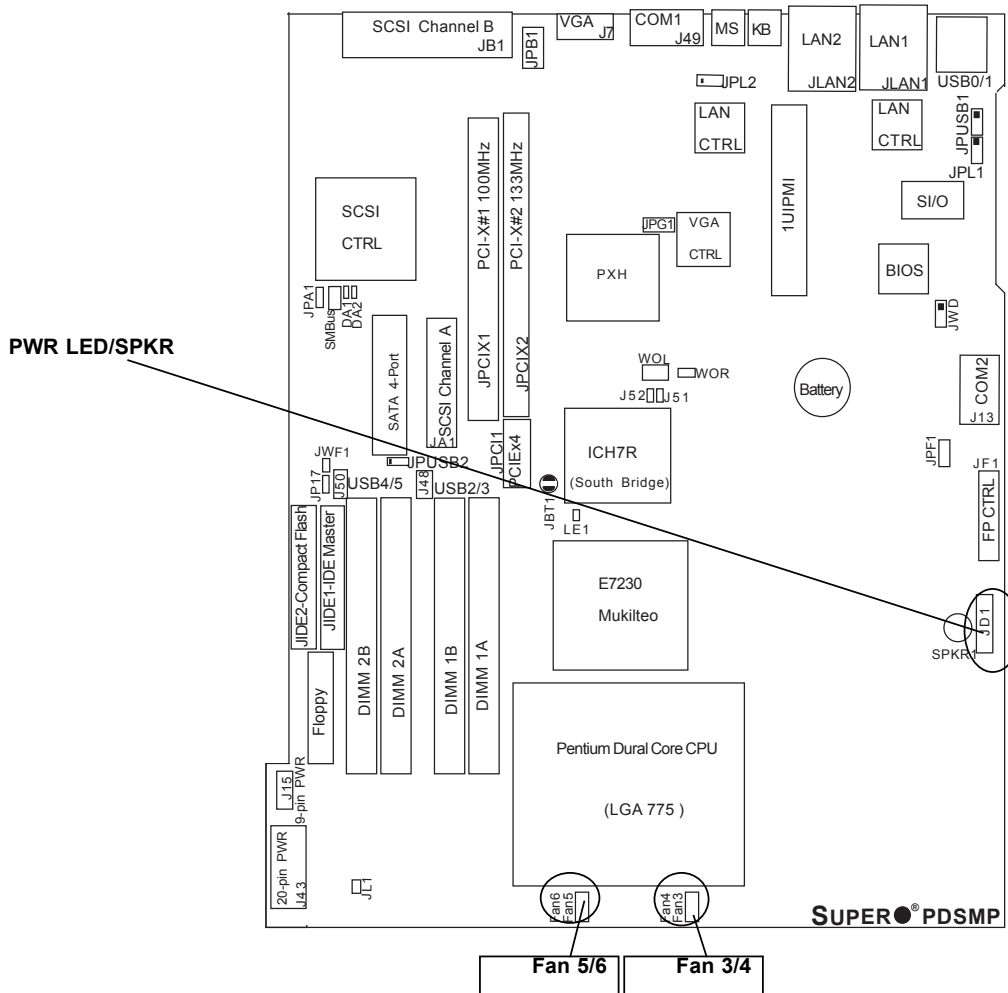 SCSI Channel B
JB1
JPB1
VGA
J7
COM1
J49
MS
KB
LAN2
JLAN2
LAN1
JLAN1
USB0/1
JPL2
LAN
CTRL
LAN
CTRL
JPUSB1
JPL1
SCSI
CTRL
PCI-X#1 100MHz
JPCIX1
PCI-X#2 133MHz
JPCIX2
1UIPMI
SI/O
JPG1
VGA
CTRL
PXH
BIOS
JPA1
SMBus
DA1
DA2
JWD
PWR LED/SPKR
SATA 4-Port
SCSI Channel A
JA1
WOL
WOR
J52
J51
Battery
COM2
J13
JWF1
JP17
J50
USB4/5
JPUSB2
J48
USB2/3
JPCI1
PCIEx4
ICH7R
(South Bridge)
JBT1
LE1
JPF1
JF1
FP CTRL
JIDE2-Compact Flash
JIDE1-IDE Master
E7230
Mukilteo
JD1
SPKR1
Floppy
DIMM 2B
DIMM 2A
DIMM 1B
DIMM 1A
Pentium Dural Core CPU
(LGA 775 )
J15
9-pin PWR
20-pin PWR
J43
JL1
Fan6
Fan5
Fan4
Fan3
SUPER®PDSMP
Fan 5/6
Fan 3/4